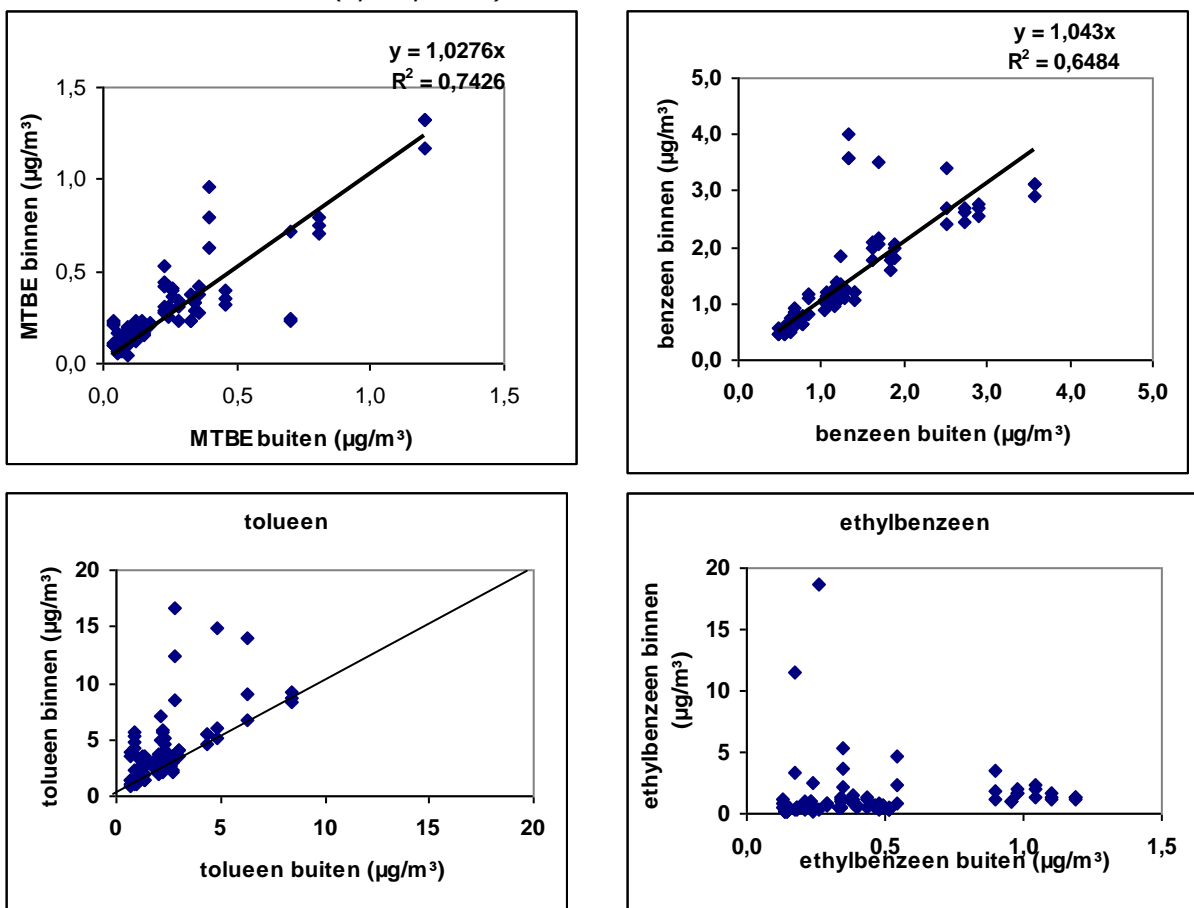 y = 1,0276x
R² = 0,7426
1,5
1,0
0,5
0,0
0,0 0,5 1,0 1,5
MTBE binnen (µg/m³)
MTBE buiten (µg/m³)
y = 1,043x
R² = 0,6484
5,0
4,0
3,0
2,0
1,0
0,0
0,0 1,0 2,0 3,0 4,0 5,0
benzeen binnen (µg/m³)
benzeen buiten (µg/m³)
tolueen
20
15
10
5
0
0 5 10 15 20
tolueen binnen (µg/m³)
tolueen buiten (µg/m³)
ethylbenzeen
20
15
10
5
0
0,0 0,5 1,0 1,5
ethylbenzeen binnen
(µg/m³)
ethylbenzeen buiten (µg/m³)